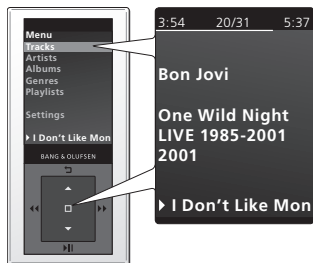 Menu
Tracks
Artists
Albums
Genres
Playlists
Settings
I Don't Like Mon
BANG & OLUFSEN
3:54 20/31 5:37
Bon Jovi
One Wild Night
LIVE 1985-2001
2001
I Don't Like Mon